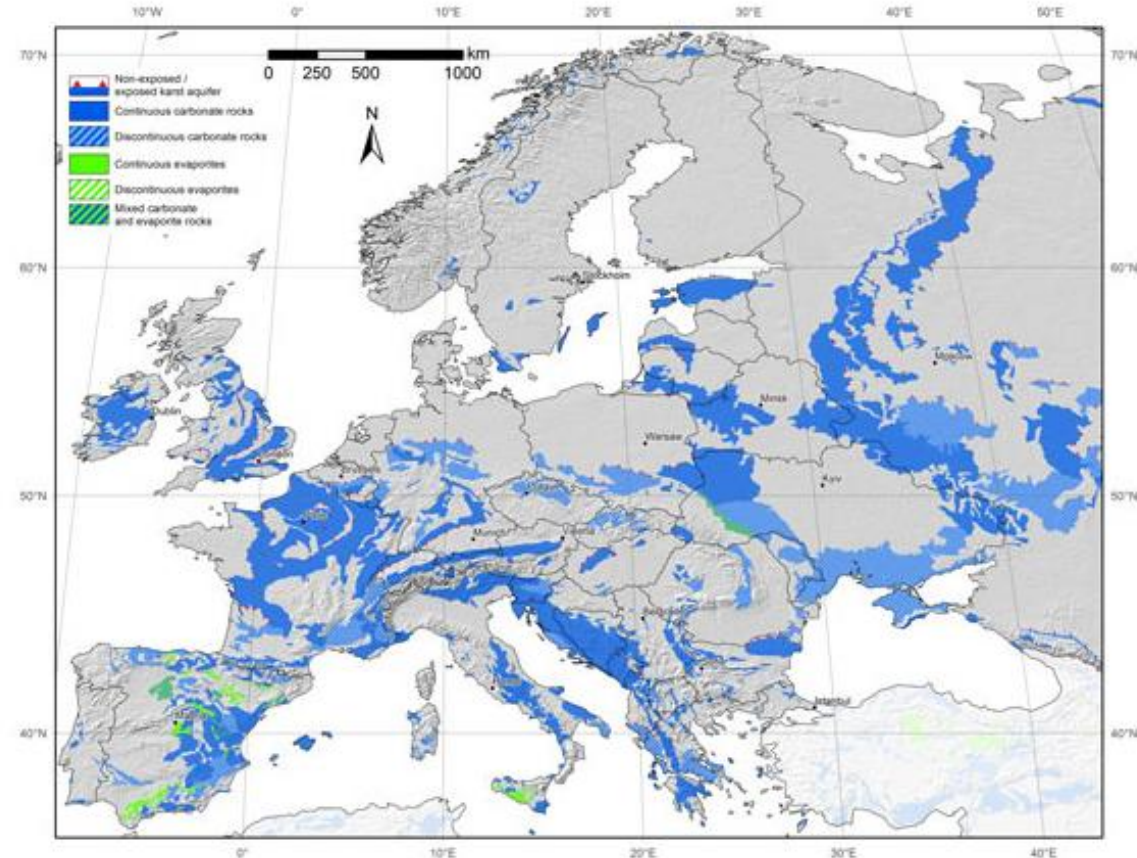 10°W 0° 10°E 20°E 30°E 40°E 50°E
70°N 70°N
km
0 250 500 1000
Non-exposed /
exposed karst aquifer
Continuous carbonate rocks
Discontinuous carbonate rocks
Continuous evaporites
Discontinuous evaporites
Mixed carbonate
and evaporite rocks
N
60°N 60°N
Stockholm
Moscow
Dublin
Minsk
London
Warsaw
Brussels
50°N 50°N
Kyiv
Istanbul
40°N 40°N
0° 10°E 20°E 30°E 40°E